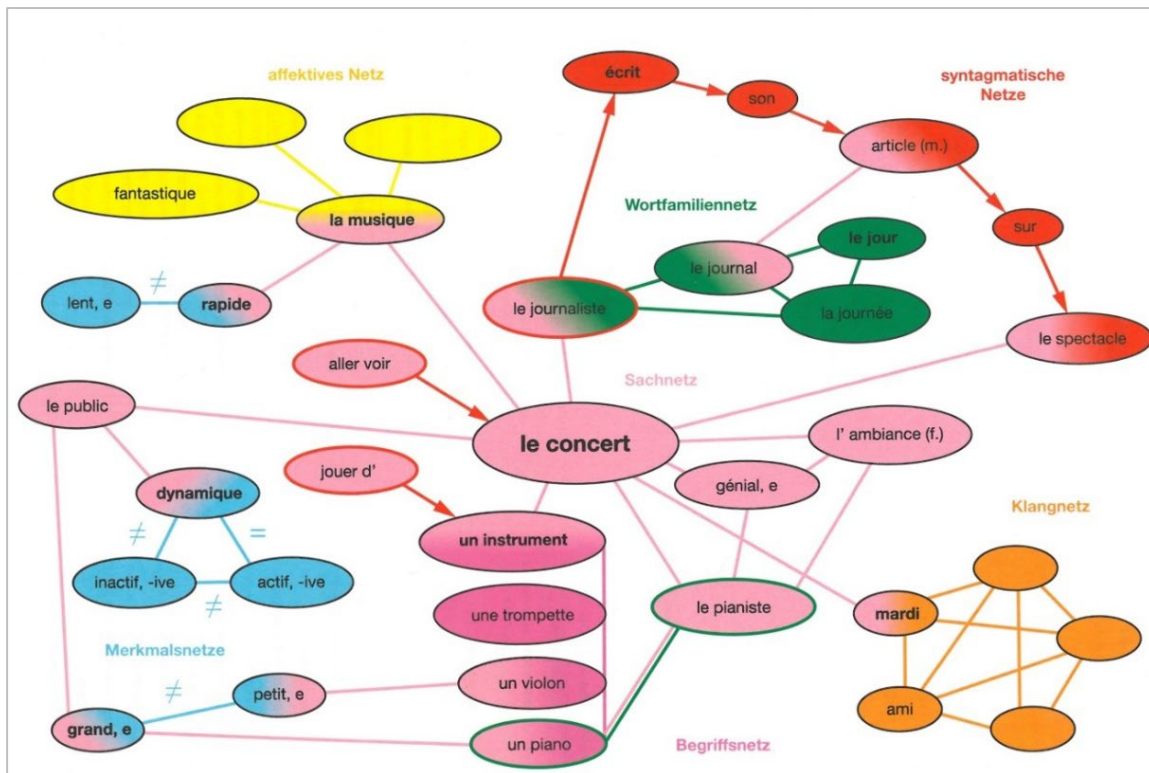 affektives Netz
écrit
son
syntagmatische
Netze
article (m.)
fantastique
la musique
Wortfamiliennetz
le jour
sur
le journal
lent, e
≠
rapide
le journaliste
la journée
le spectacle
aller voir
Sachnetz
le public
le concert
l' ambiance (f.)
jouer d'
génial, e
dynamique
≠
=
un instrument
Klangnetz
inactif, -ive
actif, -ive
≠
une trompette
le pianiste
mardi
Merkmalsnetze
≠
petit, e
un violon
ami
grand, e
un piano
Begriffsnetz